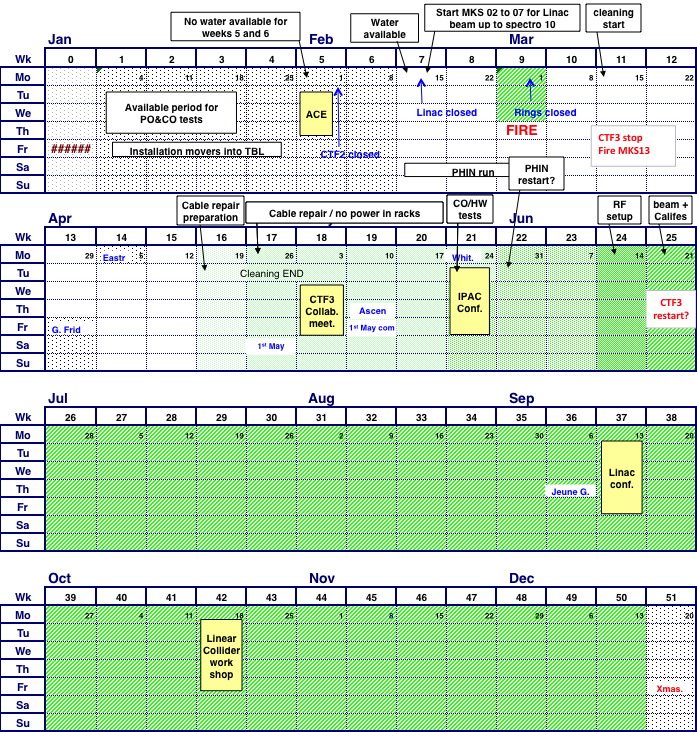 No water available for
weeks 5 and 6
Water
available
Start MKS 02 to 07 for Linac
beam up to spectro 10
cleaning
start
Jan Feb Mar
Wk 0 1 2 3 4 5 6 7 8 9 10 11 12
Mo 4 11 18 25 1 8 15 22 1 8 15 22
Tu
We
Th
Fr
Sa
Su
Available period for
PO&CO tests
ACE
Linac closed
Rings closed
FIRE
CTF3 stop
Fire MKS13
######
Installation movers into TBL
CTF2 closed
PHIN run
PHIN
restart?
Cable repair
preparation
Cable repair / no power in racks
CO/HW
tests
RF
setup
beam +
Califes
Apr Jun
Wk 13 14 15 16 17 18 19 20 21 22 23 24 25
Mo 29 Eastr 5 12 19 26 3 10 17 Whit. 24 31 7 14 21
Tu
We
Th
Fr
Sa
Su
Cleaning END
CTF3
Collab.
meet.
IPAC
Conf.
Ascen
1st May com
CTF3
restart?
G. Frid
1st May
Jul Aug Sep
Wk 26 27 28 29 30 31 32 33 34 35 36 37 38
Mo 28 5 12 19 26 2 9 16 23 30 6 13 20
Tu
We
Th
Fr
Sa
Su
Linac
conf.
Jeune G.
Oct Nov Dec
Wk 39 40 41 42 43 44 45 46 47 48 49 50 51
Mo 27 4 11 18 25 1 8 15 22 29 6 13 20
Tu
We
Th
Fr
Sa
Su
Linear
Collider
work
shop
Xmas.